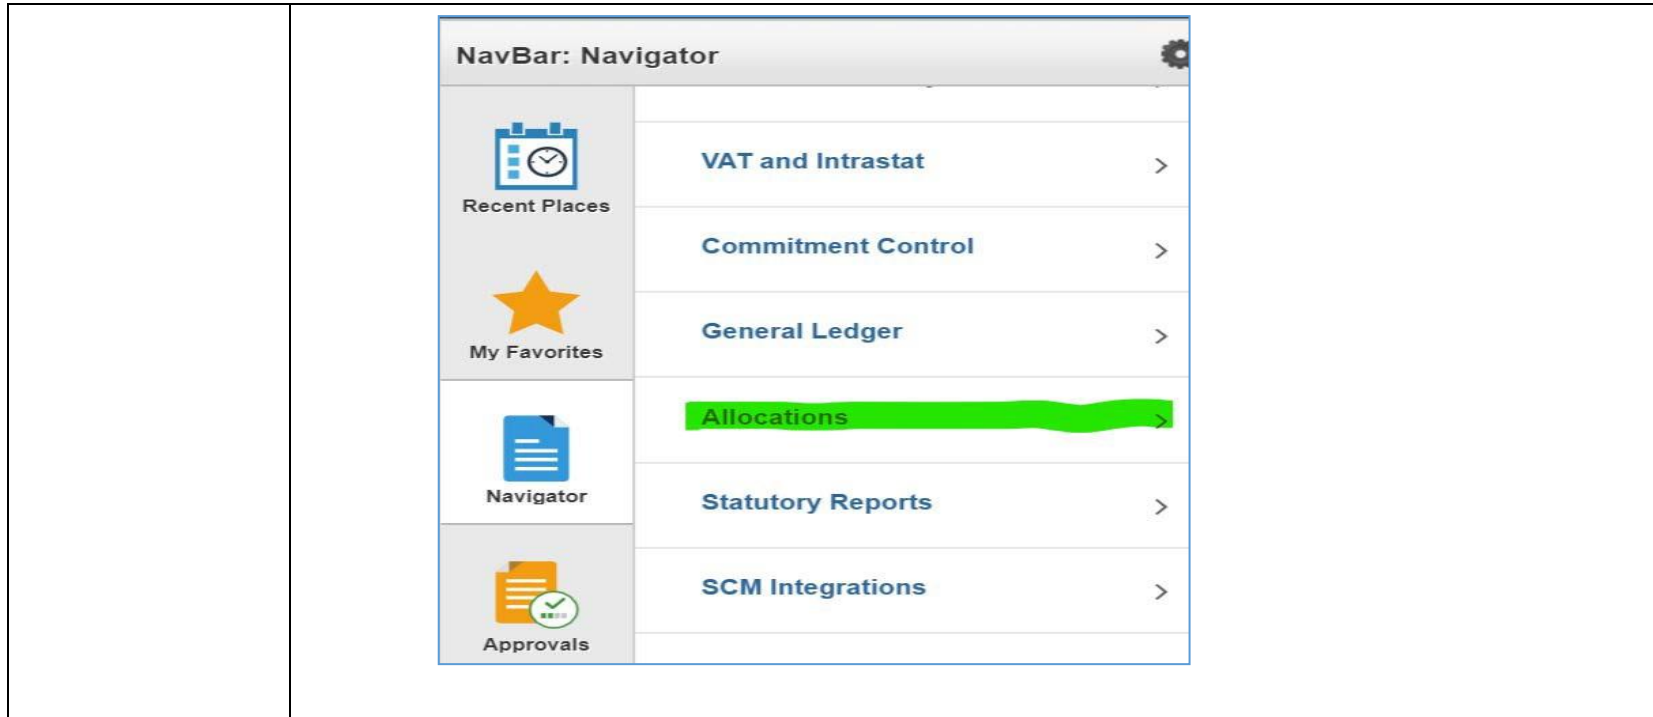 NavBar: Navigator
Recent Places
My Favorites
Navigator
Approvals
VAT and Intrastat
Commitment Control
General Ledger
Allocations
Statutory Reports
SCM Integrations